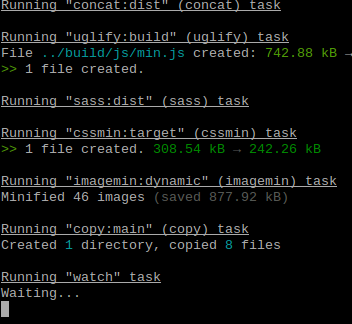 Running "concat:dist" (concat) task
Running "uglify:build" (uglify) task
File ../build/js/min.js created: 742.88 kB →
>> 1 file created.
Running "sass:dist" (sass) task
Running "cssmin:target" (cssmin) task
>> 1 file created. 308.54 kB → 242.26 kB
Running "imagemin:dynamic" (imagemin) task
Minified 46 images (saved 877.92 kB)
Running "copy:main" (copy) task
Created 1 directory, copied 8 files
Running "watch" task
Waiting...